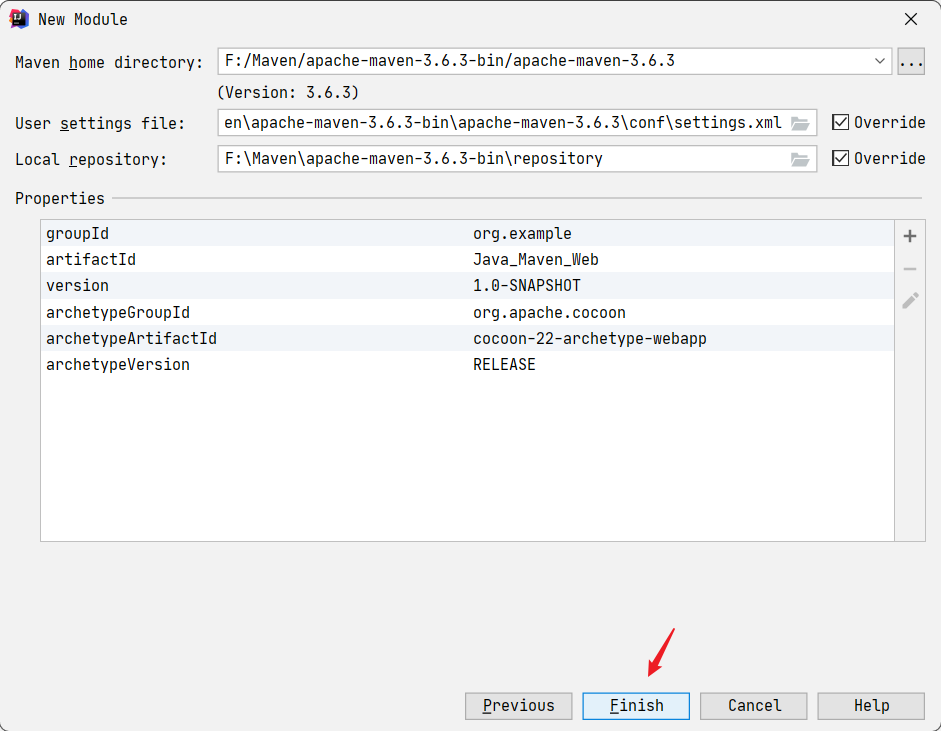 New Module
Maven home directory: F:/Maven/apache-maven-3.6.3-bin/apache-maven-3.6.3 ...
(Version: 3.6.3)
User settings file: en\apache-maven-3.6.3-bin\apache-maven-3.6.3\conf\settings.xml Override
Local repository: F:\Maven\apache-maven-3.6.3-bin\repository Override
Properties
groupId org.example
artifactId Java_Maven_Web
version 1.0-SNAPSHOT
archetypeGroupId org.apache.cocoon
archetypeArtifactId cocoon-22-archetype-webapp
archetypeVersion RELEASE
Previous Finish Cancel Help